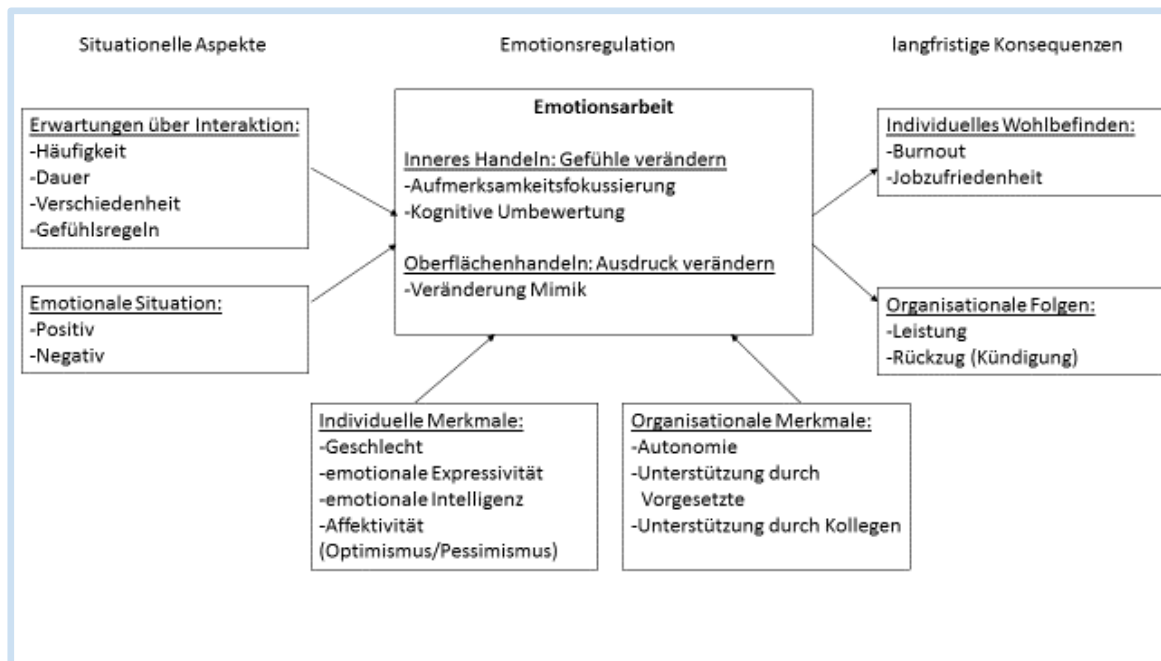 Situationelle Aspekte
Emotionsregulation
langfristige Konsequenzen
Erwartungen über Interaktion:
-Häufigkeit
-Dauer
-Verschiedenheit
-Gefühlsregeln
Emotionale Situation:
-Positiv
-Negativ
Emotionsarbeit
Inneres Handeln: Gefühle verändern
-Aufmerksamkeitsfokussierung
-Kognitive Umbewertung
Oberflächenhandeln: Ausdruck verändern
-Veränderung Mimik
Individuelles Wohlbefinden:
-Burnout
-Jobzufriedenheit
Organisationale Folgen:
-Leistung
-Rückzug (Kündigung)
Individuelle Merkmale:
-Geschlecht
-emotionale Expressivität
-emotionale Intelligenz
-Affektivität
(Optimismus/Pessimismus)
Organisationale Merkmale:
-Autonomie
-Unterstützung durch
Vorgesetzte
-Unterstützung durch Kollegen